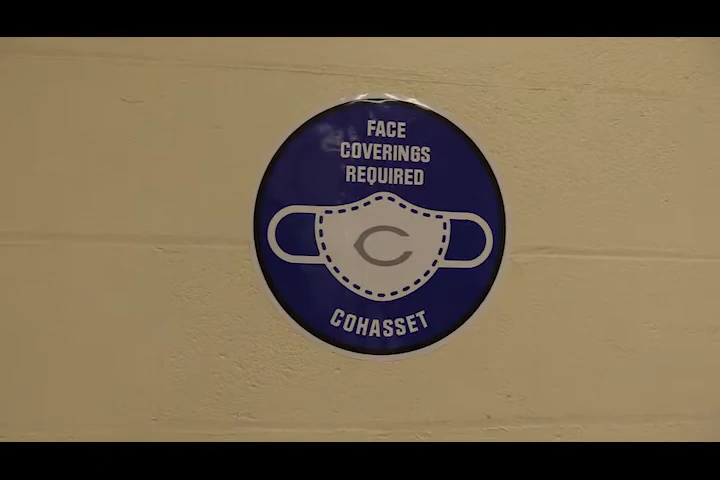 FACE
COVERINGS
REQUIRED
C
COHASSET